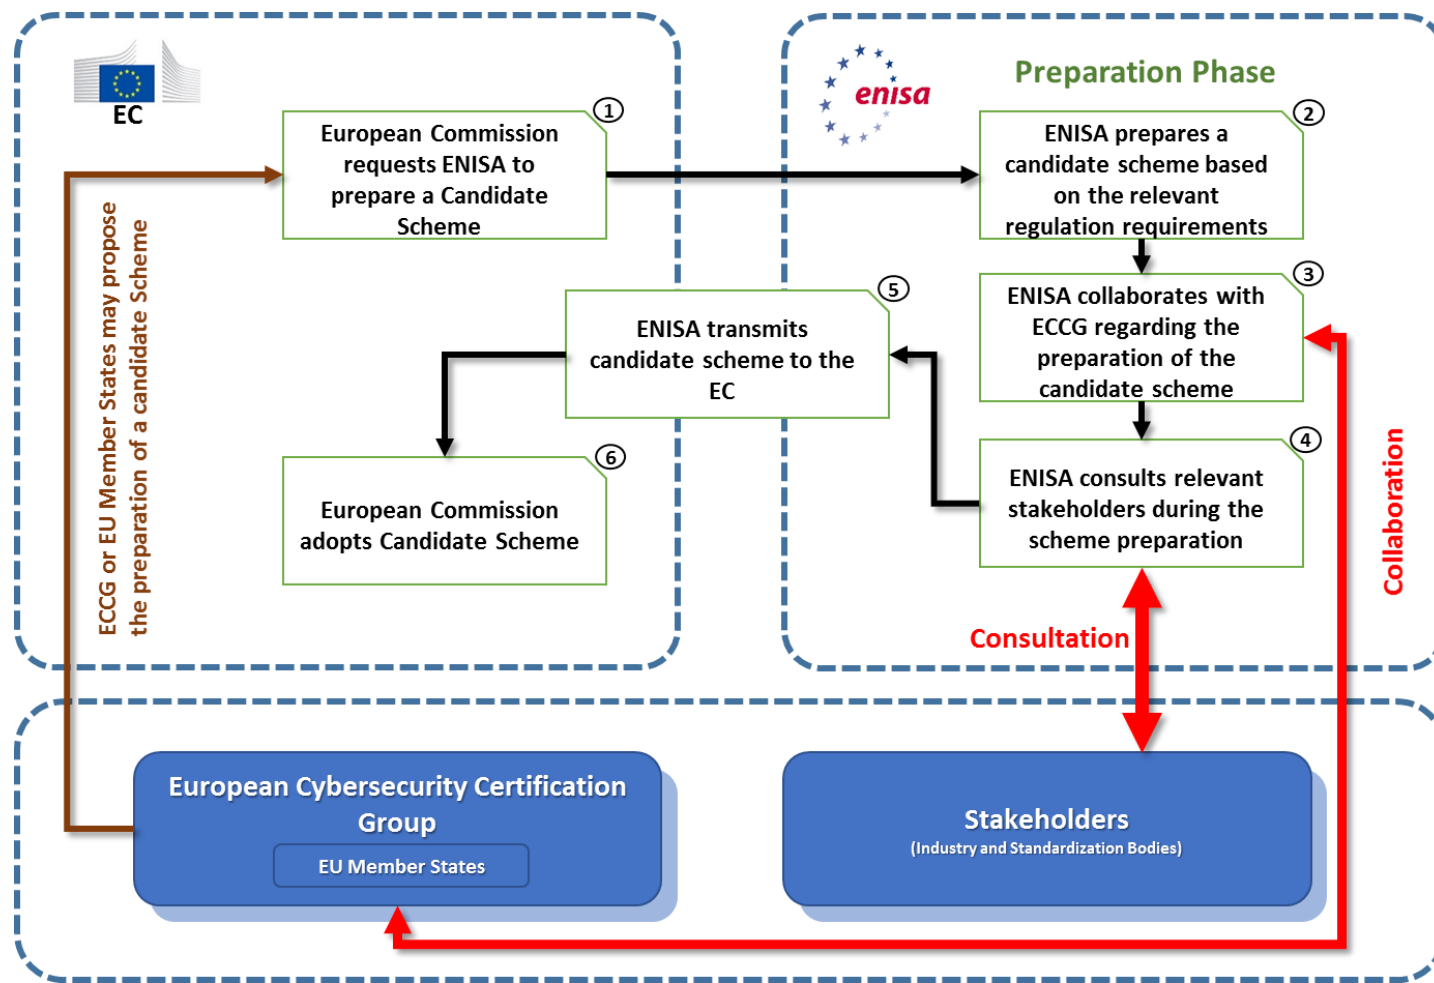 EC
1
European Commission
requests ENISA to
prepare a Candidate
Scheme
enisa
Preparation Phase
2
ENISA prepares a
candidate scheme based
on the relevant
regulation requirements
3
ENISA collaborates with
ECCG regarding the
preparation of the
candidate scheme
4
ENISA consults relevant
stakeholders during the
scheme preparation
5
ENISA transmits
candidate scheme to the
EC
6
European Commission
adopts Candidate Scheme
ECCG or EU Member States may propose
the preparation of a candidate Scheme
Collaboration
Consultation
European Cybersecurity Certification
Group
EU Member States
Stakeholders
(Industry and Standardization Bodies)